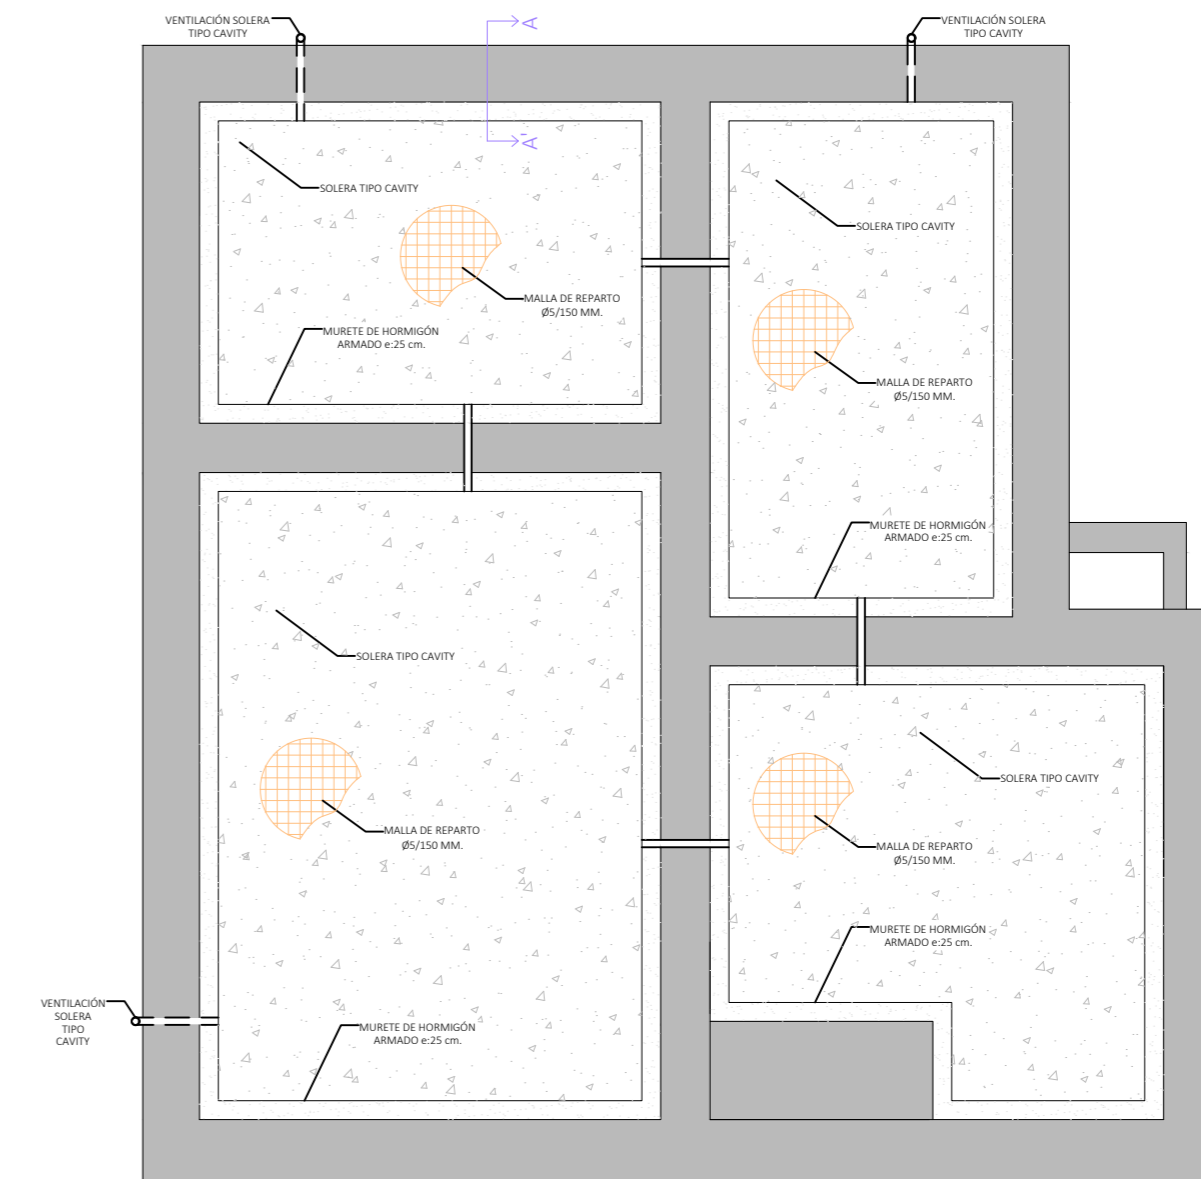 VENTILACIÓN SOLERA
TIPO CAVITY
A
VENTILACIÓN SOLERA
TIPO CAVITY
A'
SOLERA TIPO CAVITY
SOLERA TIPO CAVITY
MALLA DE REPARTO
Ø5/150 MM.
MURETE DE HORMIGÓN
ARMADO e:25 cm.
MALLA DE REPARTO
Ø5/150 MM.
MURETE DE HORMIGÓN
ARMADO e:25 cm.
SOLERA TIPO CAVITY
SOLERA TIPO CAVITY
MALLA DE REPARTO
Ø5/150 MM.
MALLA DE REPARTO
Ø5/150 MM.
MURETE DE HORMIGÓN
ARMADO e:25 cm.
VENTILACIÓN
SOLERA
TIPO
CAVITY
MURETE DE HORMIGÓN
ARMADO e:25 cm.